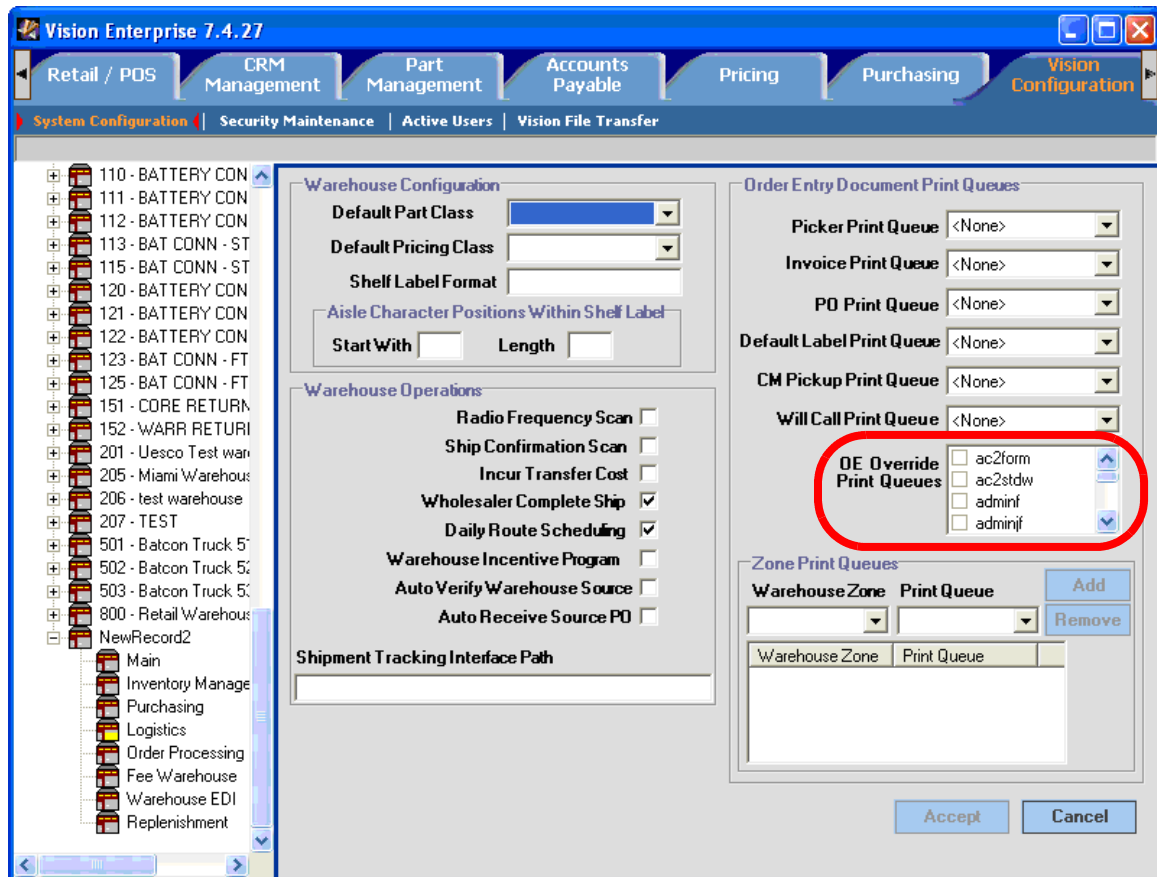 Vision Enterprise 7.4.27
Retail / POS
CRM Management
Part Management
Accounts Payable
Pricing
Purchasing
Vision Configuration
System Configuration | Security Maintenance | Active Users | Vision File Transfer
110 - BATTERY CON
111 - BATTERY CON
112 - BATTERY CON
113 - BAT CONN - ST
115 - BAT CONN - ST
120 - BATTERY CON
121 - BATTERY CON
122 - BATTERY CON
123 - BAT CONN - FT
125 - BAT CONN - FT
151 - CORE RETURN
152 - WARR RETURI
201 - Uesco Test ware
205 - Miami Warehous
206 - test warehouse
207 - TEST
501 - Batcon Truck 5
502 - Batcon Truck 52
503 - Batcon Truck 5
800 - Retail Warehous
NewRecord2
Main
Inventory Manage
Purchasing
Logistics
Order Processing
Fee Warehouse
Warehouse EDI
Replenishment
Warehouse Configuration
Default Part Class
Default Pricing Class
Shelf Label Format
Aisle Character Positions Within Shelf Label
Start With
Length
Warehouse Operations
Radio Frequency Scan
Ship Confirmation Scan
Incur Transfer Cost
Wholesaler Complete Ship
Daily Route Scheduling
Warehouse Incentive Program
Auto Verify Warehouse Source
Auto Receive Source PO
Shipment Tracking Interface Path
Order Entry Document Print Queues
Picker Print Queue <None>
Invoice Print Queue <None>
PO Print Queue <None>
Default Label Print Queue <None>
CM Pickup Print Queue <None>
Will Call Print Queue <None>
OE Override Print Queues
ac2form
ac2stdw
adminf
adminjf
Zone Print Queues
Warehouse Zone
Print Queue
Add
Remove
Warehouse Zone
Print Queue
Accept
Cancel